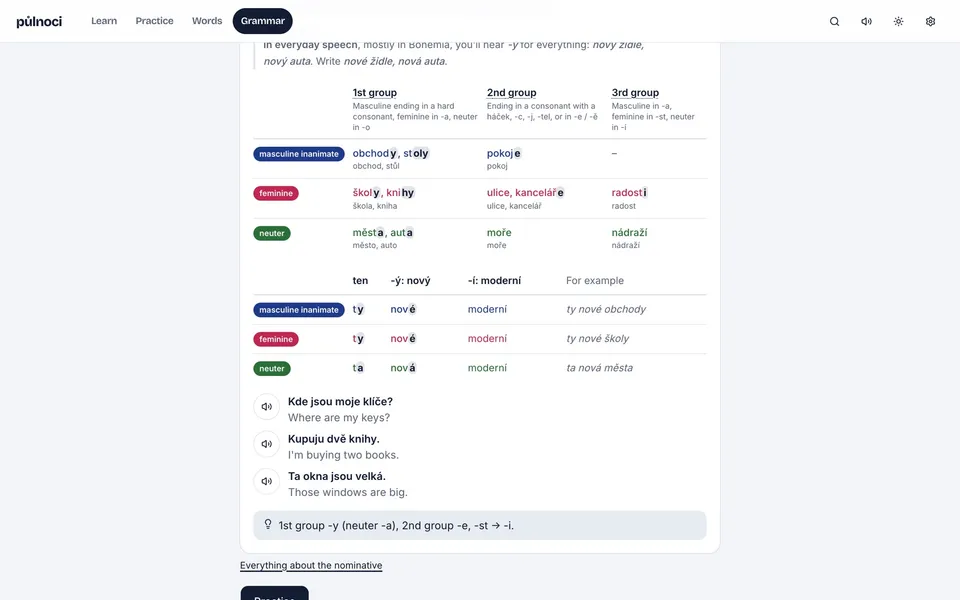 půlnoci
Learn Practice Words Grammar
in everyday speech, mostly in Bohemia, you'll hear -y for everything: nový židle,
nový auta. Write nové židle, nová auta.
1st group 2nd group 3rd group
Masculine ending in a hard consonant, feminine in -a, neuter in -o
Ending in a consonant with a háček, -c, -j, -tel, or in -e / -ě
Masculine in -a, feminine in -st, neuter in -i
masculine inanimate obchody, stoly pokoje –
obchod, stůl pokoj
feminine školy, knihy ulice, kanceláře radosti
škola, kniha ulice, kancelář radost
neuter města, auta moře nádraží
město, auto moře nádraží
ten -ý: nový -í: moderní For example
masculine inanimate ty nové moderní ty nové obchody
feminine ty nové moderní ty nové školy
neuter ta nová moderní ta nová města
Kde jsou moje klíče?
Where are my keys?
Kupuju dvě knihy.
I'm buying two books.
Ta okna jsou velká.
Those windows are big.
1st group -y (neuter -a), 2nd group -e, -st → -i.
Everything about the nominative
Practice